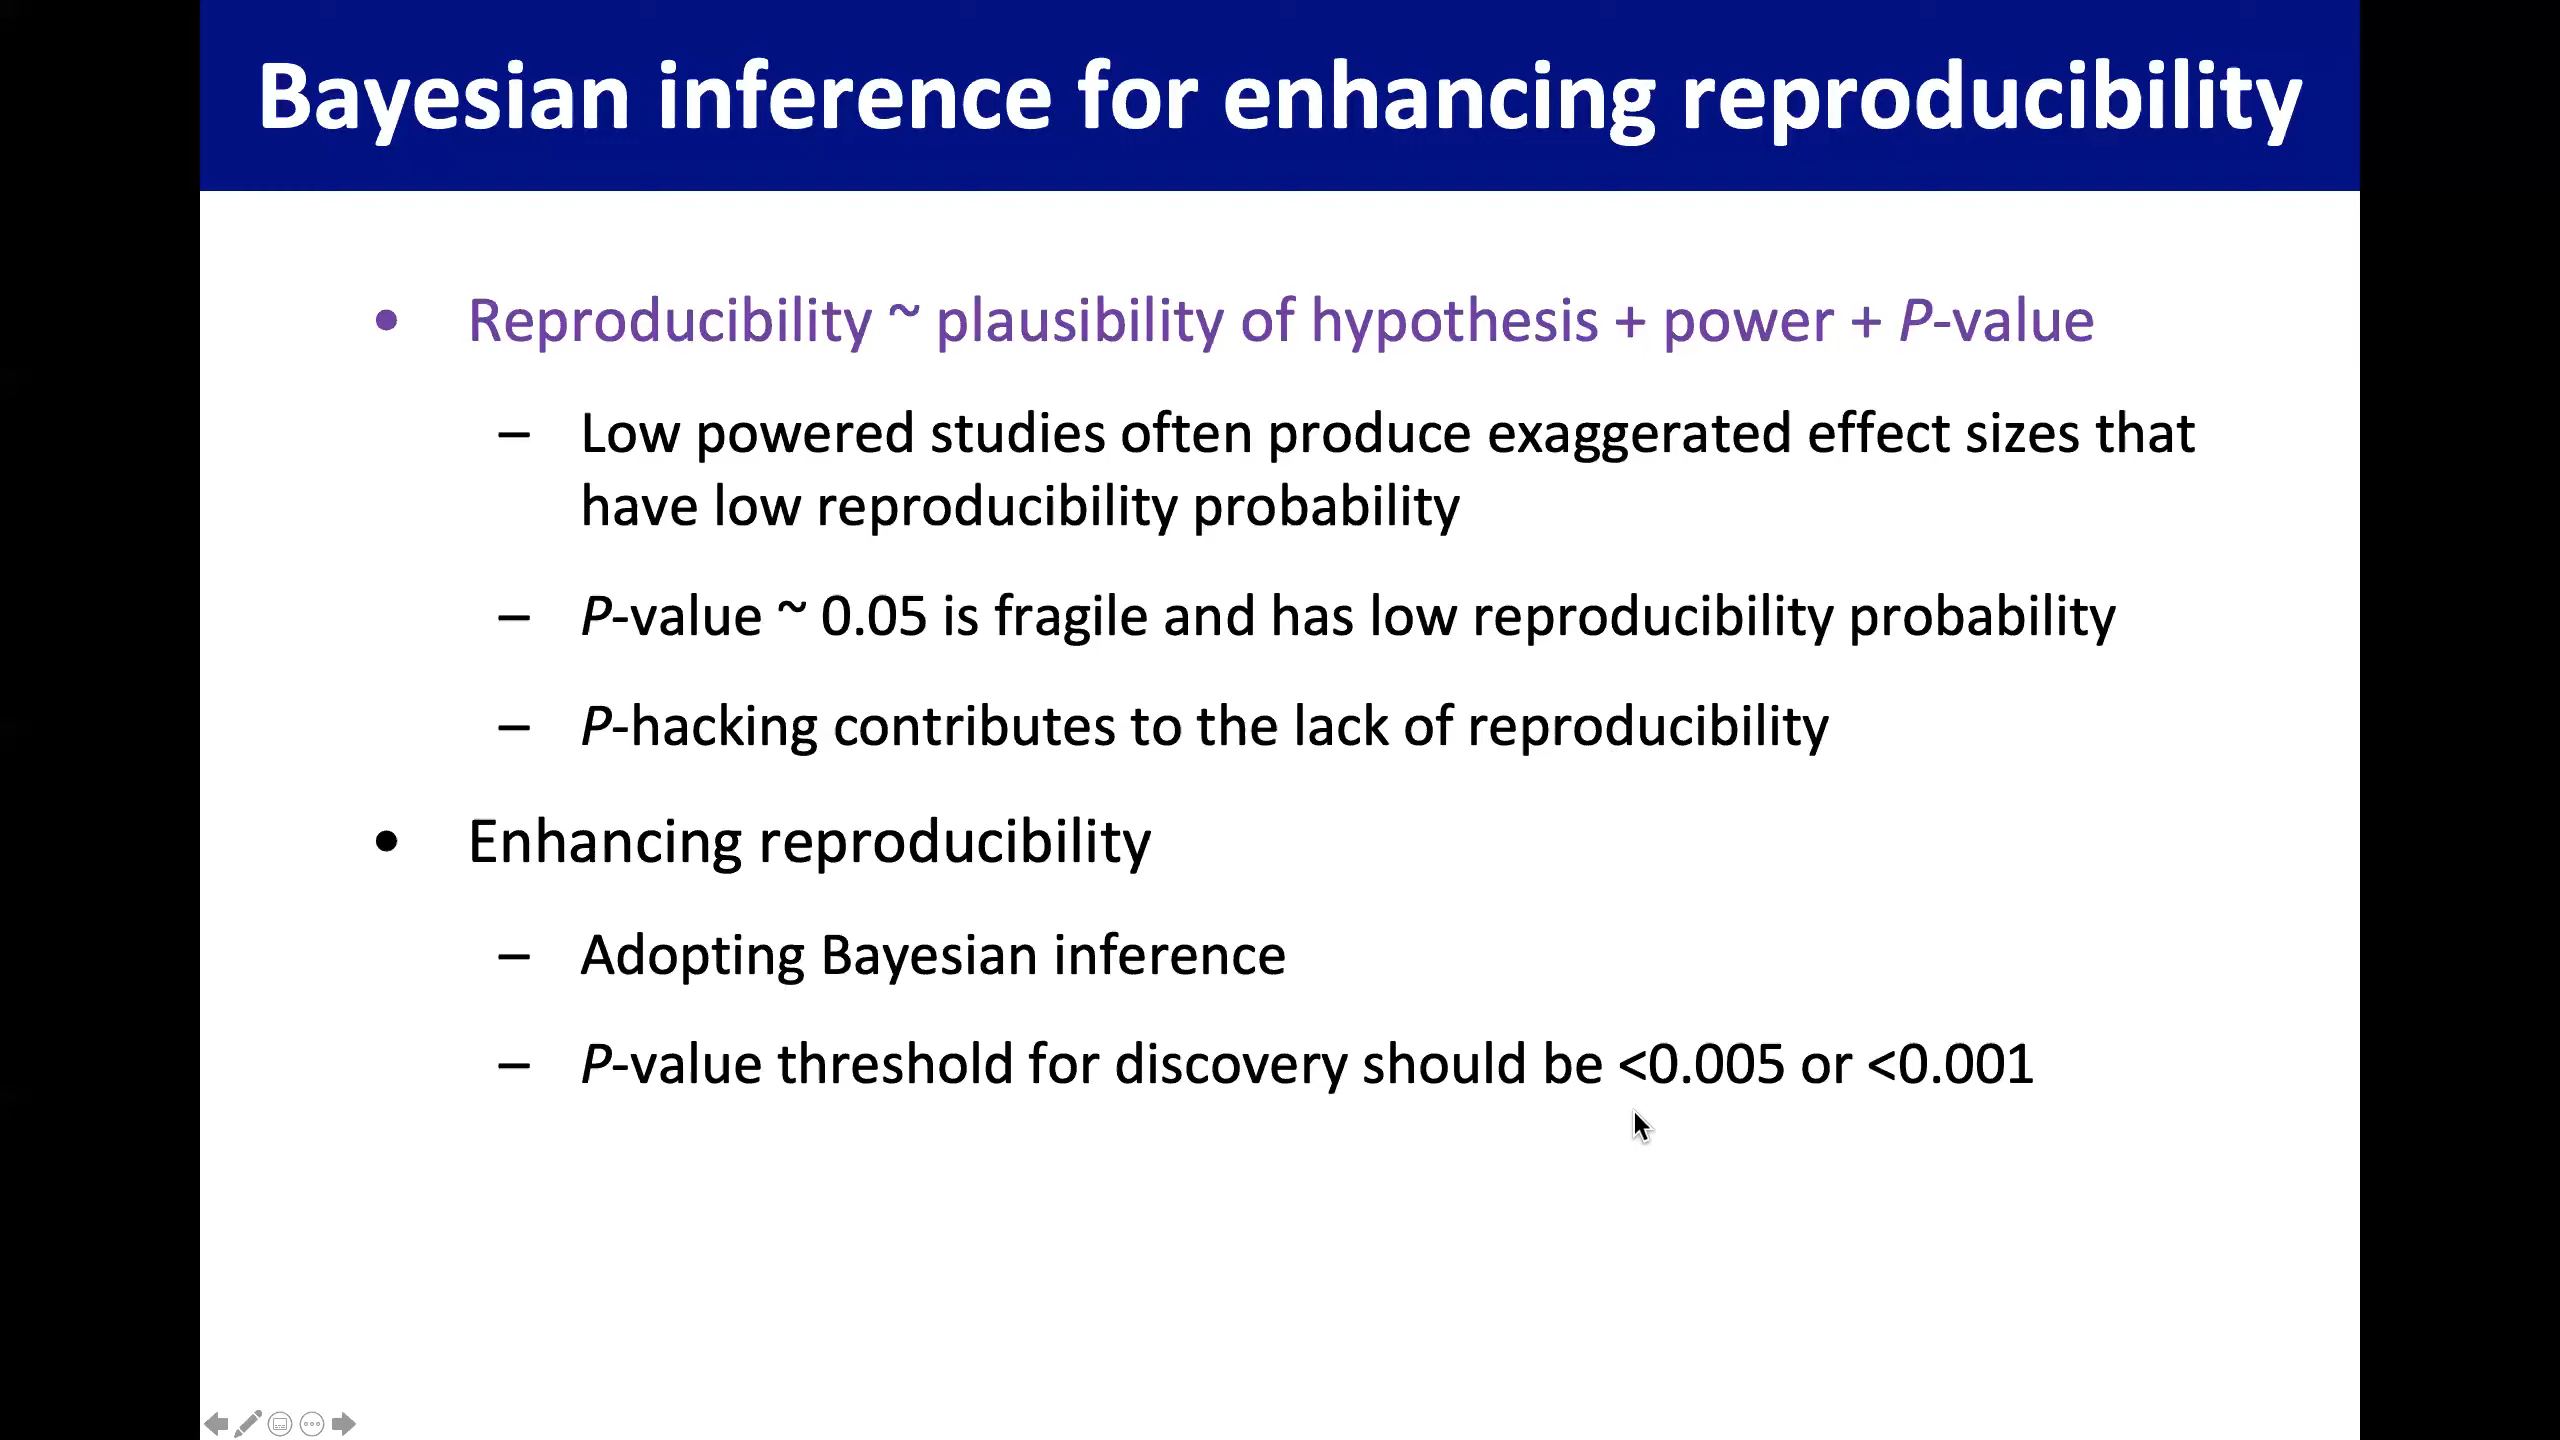 Bayesian inference for enhancing reproducibility
• Reproducibility ~ plausibility of hypothesis + power + P-value
– Low powered studies often produce exaggerated effect sizes that
have low reproducibility probability
– P-value ~ 0.05 is fragile and has low reproducibility probability
– P-hacking contributes to the lack of reproducibility
• Enhancing reproducibility
– Adopting Bayesian inference
– P-value threshold for discovery should be <0.005 or <0.001